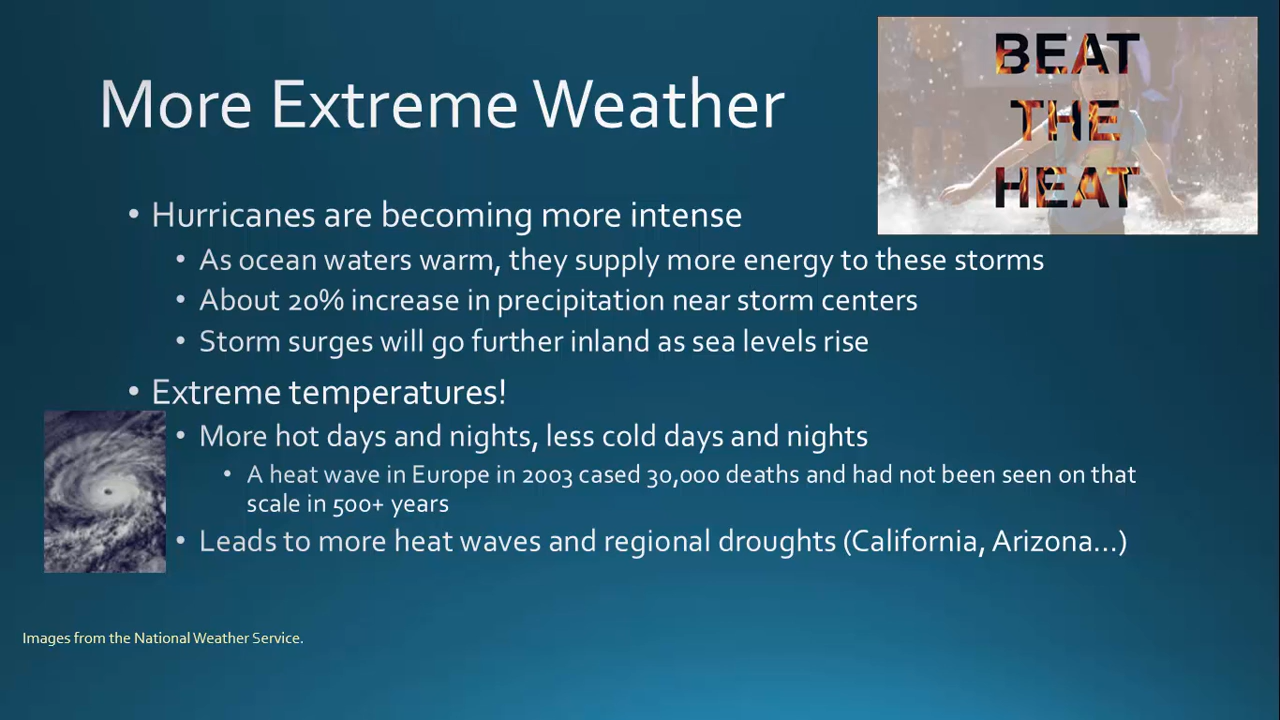 BEAT
THE
HEAT
More Extreme Weather
• Hurricanes are becoming more intense
• As ocean waters warm, they supply more energy to these storms
• About 20% increase in precipitation near storm centers
• Storm surges will go further inland as sea levels rise
• Extreme temperatures!
• More hot days and nights, less cold days and nights
• A heat wave in Europe in 2003 cased 30,000 deaths and had not been seen on that
scale in 500+ years
• Leads to more heat waves and regional droughts (California, Arizona…)
Images from the National Weather Service.